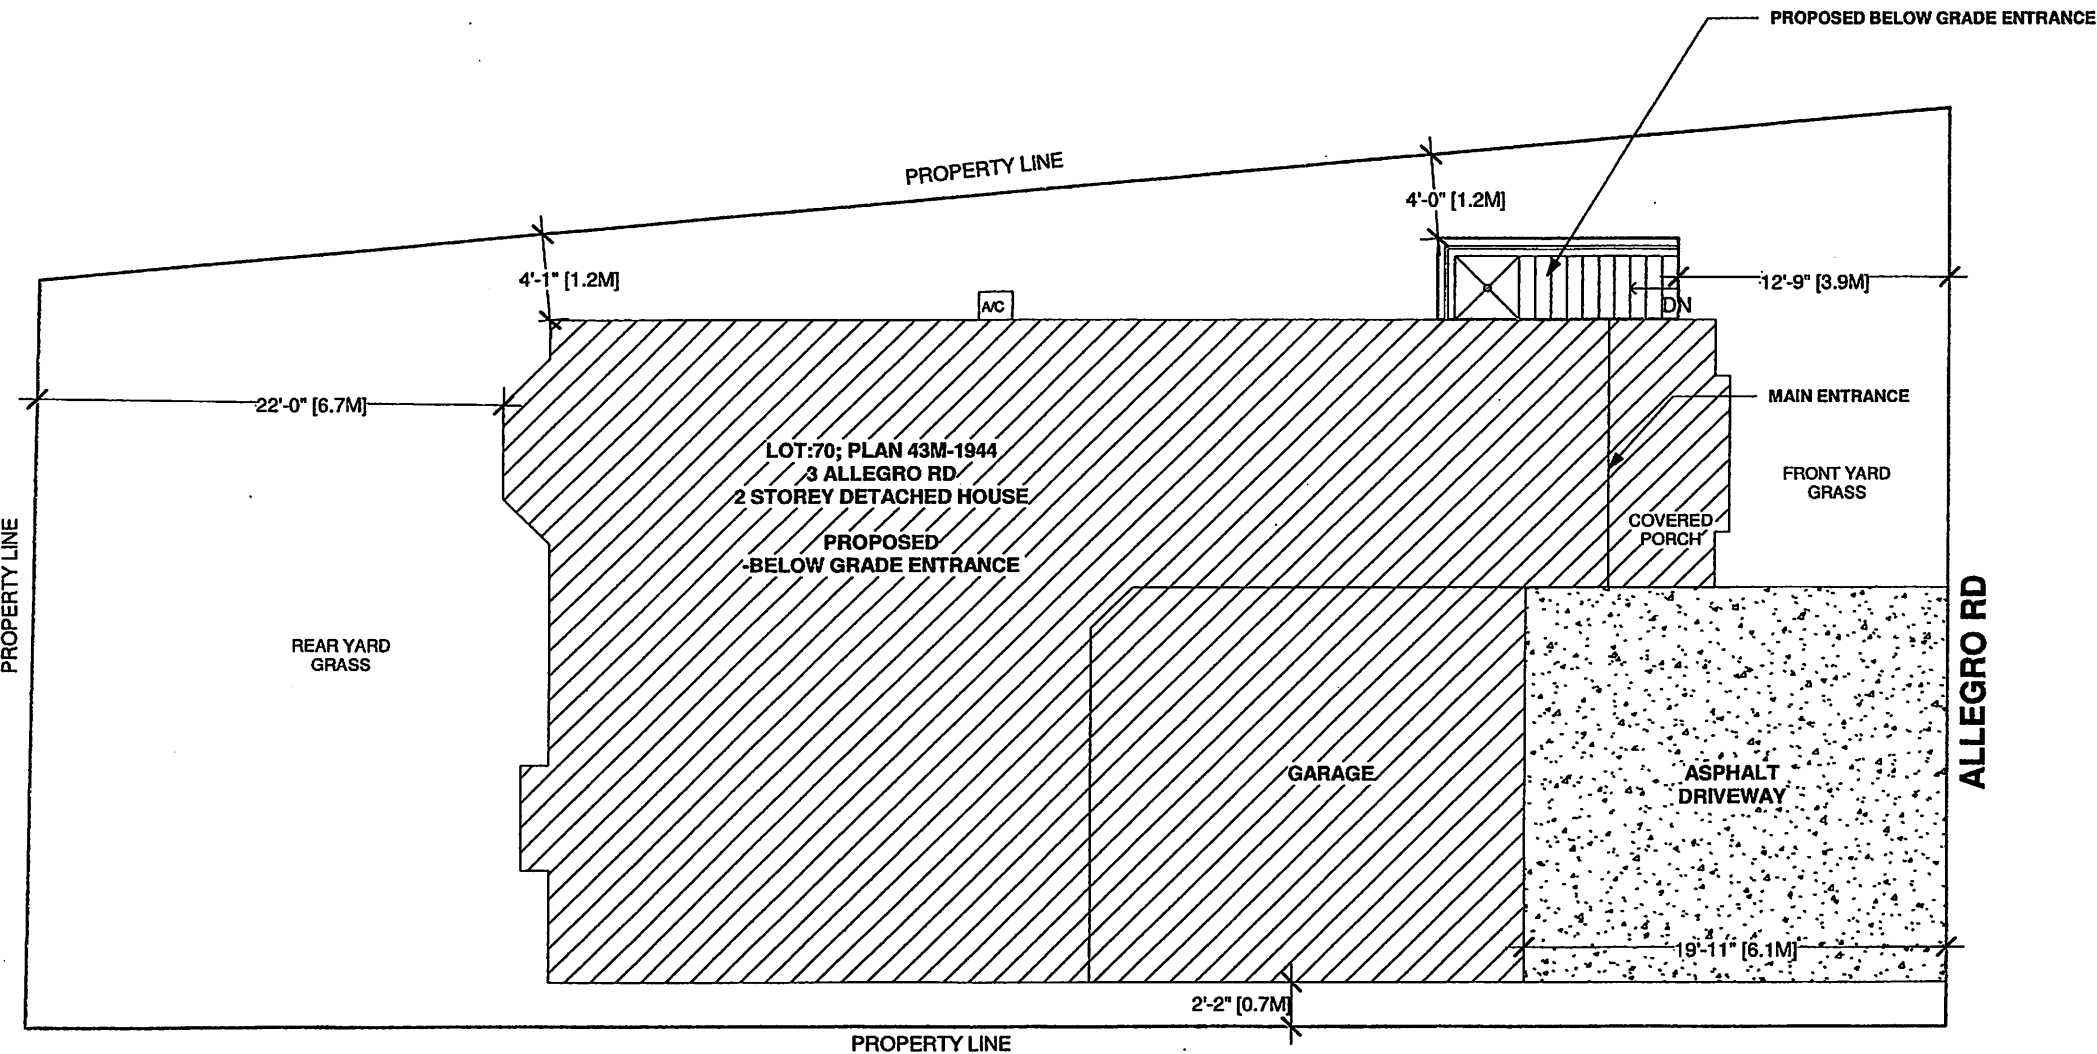 PROPOSED BELOW GRADE ENTRANCE
PROPERTY LINE
4'-0" [1.2M]
4'-1" [1.2M]
A/C
12'-9" [3.9M]
DN
22'-0" [6.7M]
MAIN ENTRANCE
LOT:70; PLAN 43M-1944
3 ALLEGRO RD
2 STOREY DETACHED HOUSE
PROPOSED
-BELOW GRADE ENTRANCE
FRONT YARD
GRASS
COVERED
PORCH
PROPERTY LINE
REAR YARD
GRASS
ALLEGRO RD
GARAGE
ASPHALT
DRIVEWAY
19'-11" [6.1M]
2'-2" [0.7M]
PROPERTY LINE